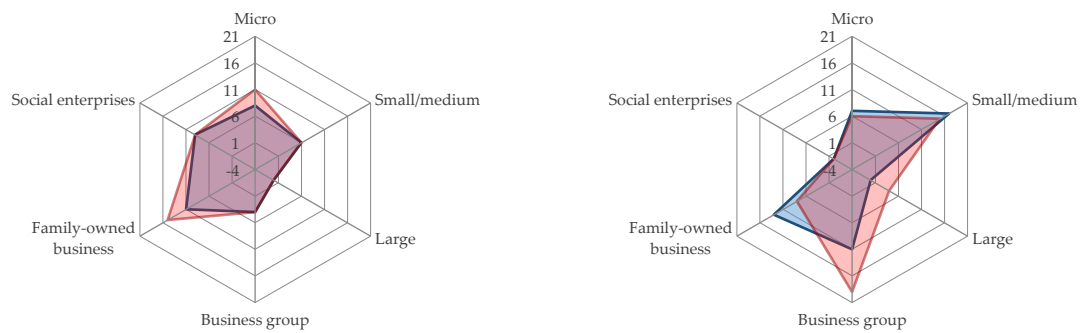 Micro
21
16
11
6
1
-4
Social enterprises
Small/medium
Family-owned
business
Large
Business group
Micro
21
16
11
6
1
-4
Social enterprises
Small/medium
Family-owned
business
Large
Business group